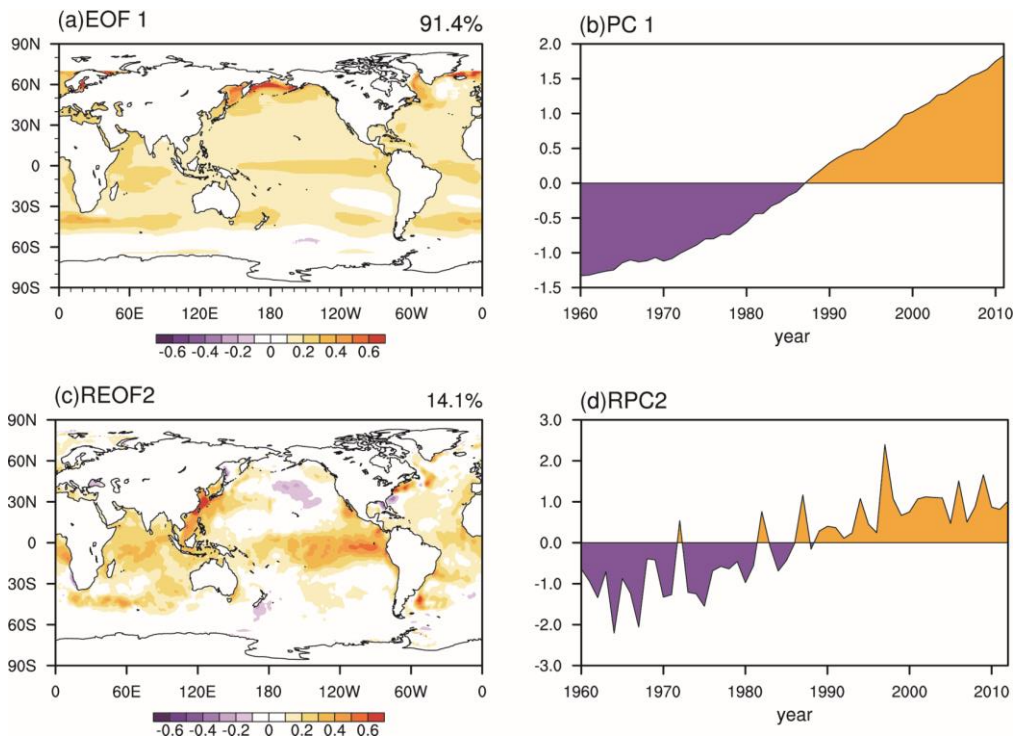 (a)EOF 1 91.4%
90N
60N
30N
0
30S
60S
90S
0 60E 120E 180 120W 60W 0
-0.6 -0.4 -0.2 0 0.2 0.4 0.6
(b)PC 1
2.0
1.5
1.0
0.5
0.0
-0.5
-1.0
-1.5
1960 1970 1980 1990 2000 2010
year
(c)REOF2 14.1%
90N
60N
30N
0
30S
60S
90S
0 60E 120E 180 120W 60W 0
-0.6 -0.4 -0.2 0 0.2 0.4 0.6
(d)RPC2
3.0
2.0
1.0
0.0
-1.0
-2.0
-3.0
1960 1970 1980 1990 2000 2010
year